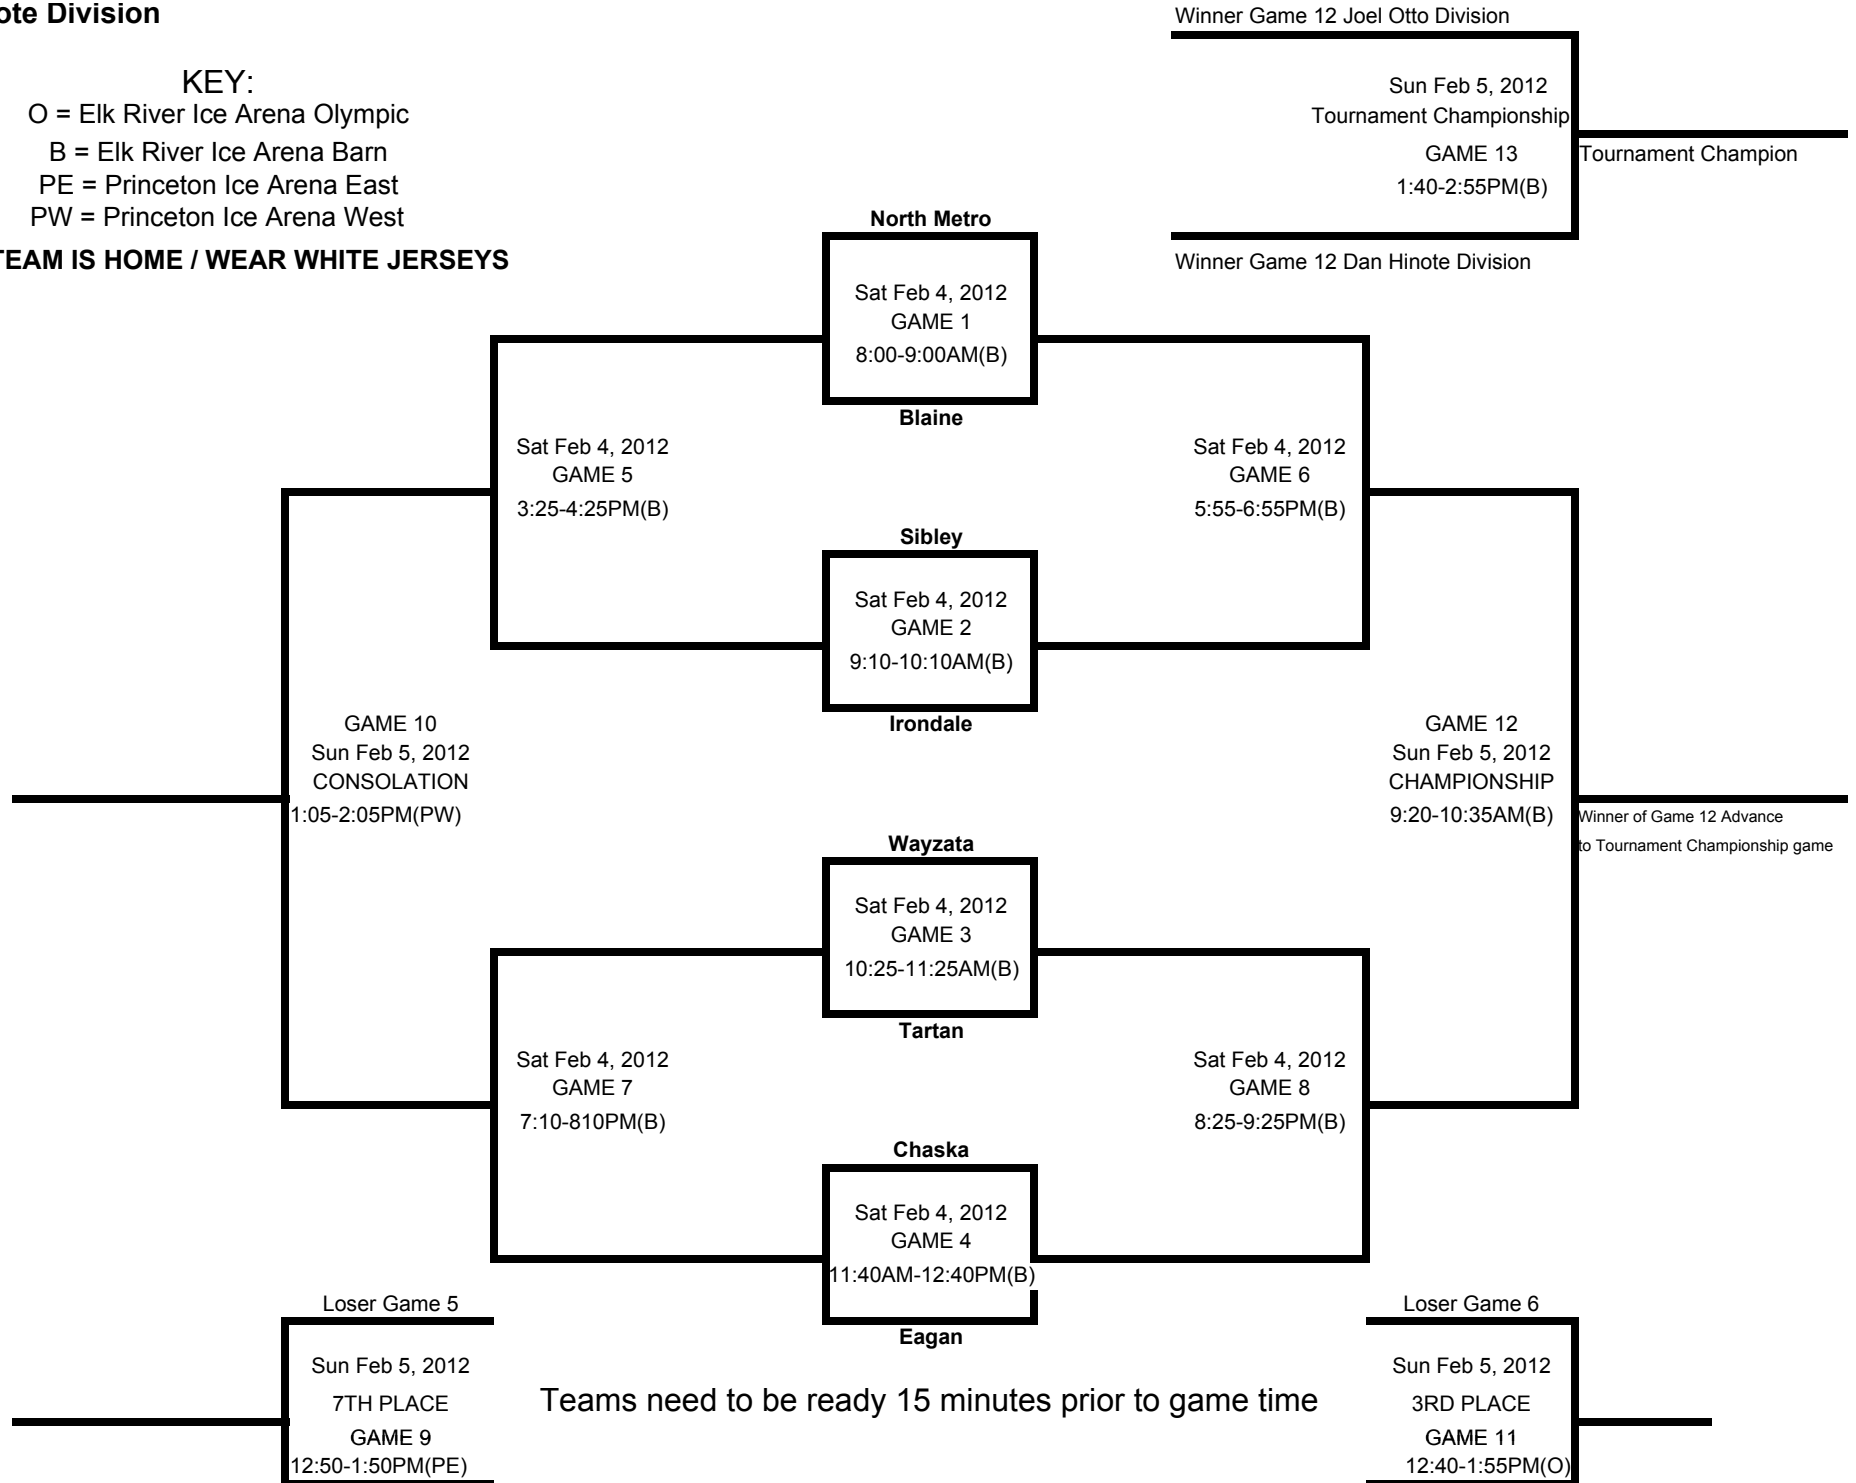 ote Division
KEY:
O = Elk River Ice Arena Olympic
B = Elk River Ice Arena Barn
PE = Princeton Ice Arena East
PW = Princeton Ice Arena West
TEAM IS HOME / WEAR WHITE JERSEYS
Winner Game 12 Joel Otto Division
Sun Feb 5, 2012
Tournament Championship
GAME 13
1:40-2:55PM(B)
Tournament Champion
Winner Game 12 Dan Hinote Division
North Metro
Sat Feb 4, 2012
GAME 1
8:00-9:00AM(B)
Blaine
Sat Feb 4, 2012
GAME 5
3:25-4:25PM(B)
Sat Feb 4, 2012
GAME 6
5:55-6:55PM(B)
Sibley
Sat Feb 4, 2012
GAME 2
9:10-10:10AM(B)
Irondale
GAME 10
Sun Feb 5, 2012
CONSOLATION
1:05-2:05PM(PW)
GAME 12
Sun Feb 5, 2012
CHAMPIONSHIP
9:20-10:35AM(B)
Winner of Game 12 Advance
to Tournament Championship game
Wayzata
Sat Feb 4, 2012
GAME 3
10:25-11:25AM(B)
Tartan
Sat Feb 4, 2012
GAME 7
7:10-810PM(B)
Sat Feb 4, 2012
GAME 8
8:25-9:25PM(B)
Chaska
Sat Feb 4, 2012
GAME 4
11:40AM-12:40PM(B)
Eagan
Loser Game 5
Sun Feb 5, 2012
7TH PLACE
GAME 9
12:50-1:50PM(PE)
Teams need to be ready 15 minutes prior to game time
Loser Game 6
Sun Feb 5, 2012
3RD PLACE
GAME 11
12:40-1:55PM(O)